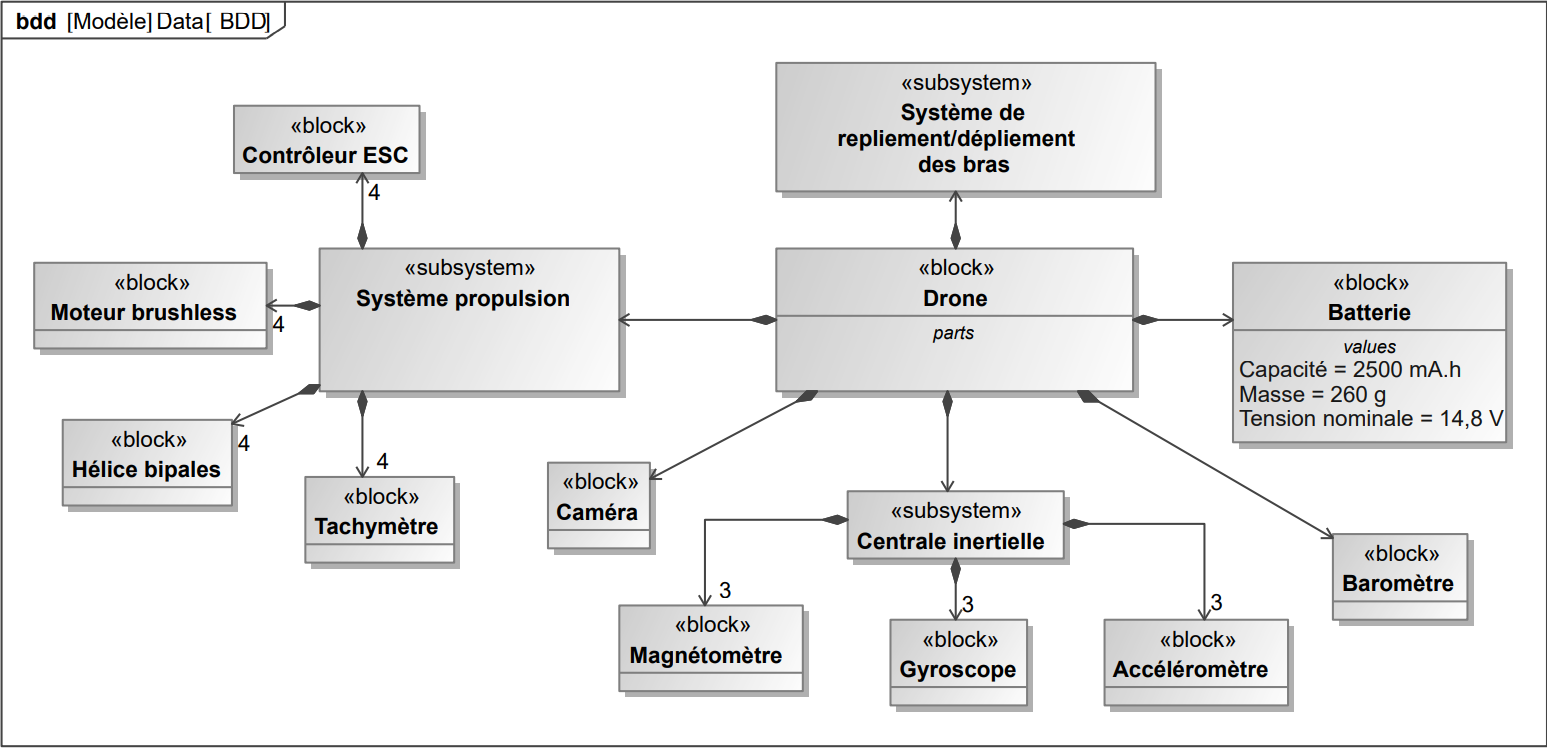 bdd [Modèle] Data[ BDD]
«subsystem»
Système de
repliement/dépliement
des bras
«block»
Contrôleur ESC
4
«block»
Moteur brushless
4
«subsystem»
Système propulsion
«block»
Drone
parts
«block»
Batterie
values
Capacité = 2500 mA.h
Masse = 260 g
Tension nominale = 14,8 V
«block»
Hélice bipales
4
4
«block»
Tachymètre
«block»
Caméra
«subsystem»
Centrale inertielle
«block»
Baromètre
3
«block»
Magnétomètre
3
«block»
Gyroscope
3
«block»
Accéléromètre